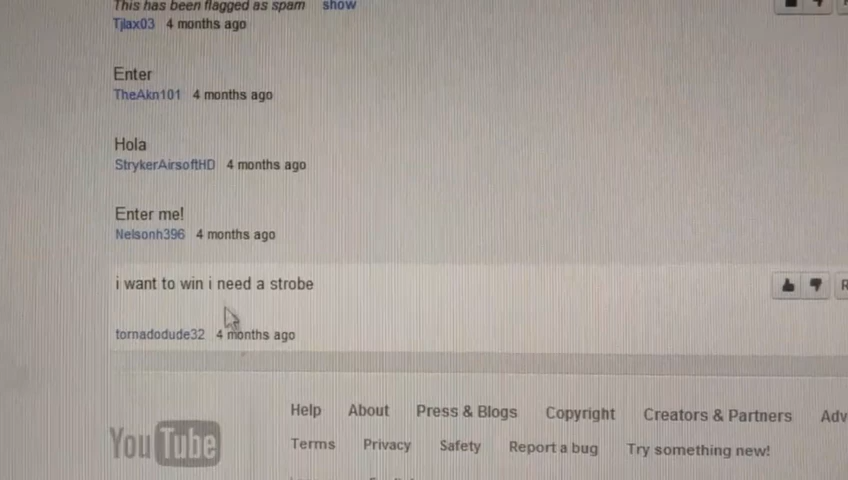 This has been flagged as spam show
Tjlax03 4 months ago
Enter
TheAkn101 4 months ago
Hola
StrykerAirsoftHD 4 months ago
Enter me!
Nelsonh396 4 months ago
i want to win i need a strobe
tornadodude32 4 months ago
Help About Press & Blogs Copyright Creators & Partners Adv
YouTube
Terms Privacy Safety Report a bug Try something new!